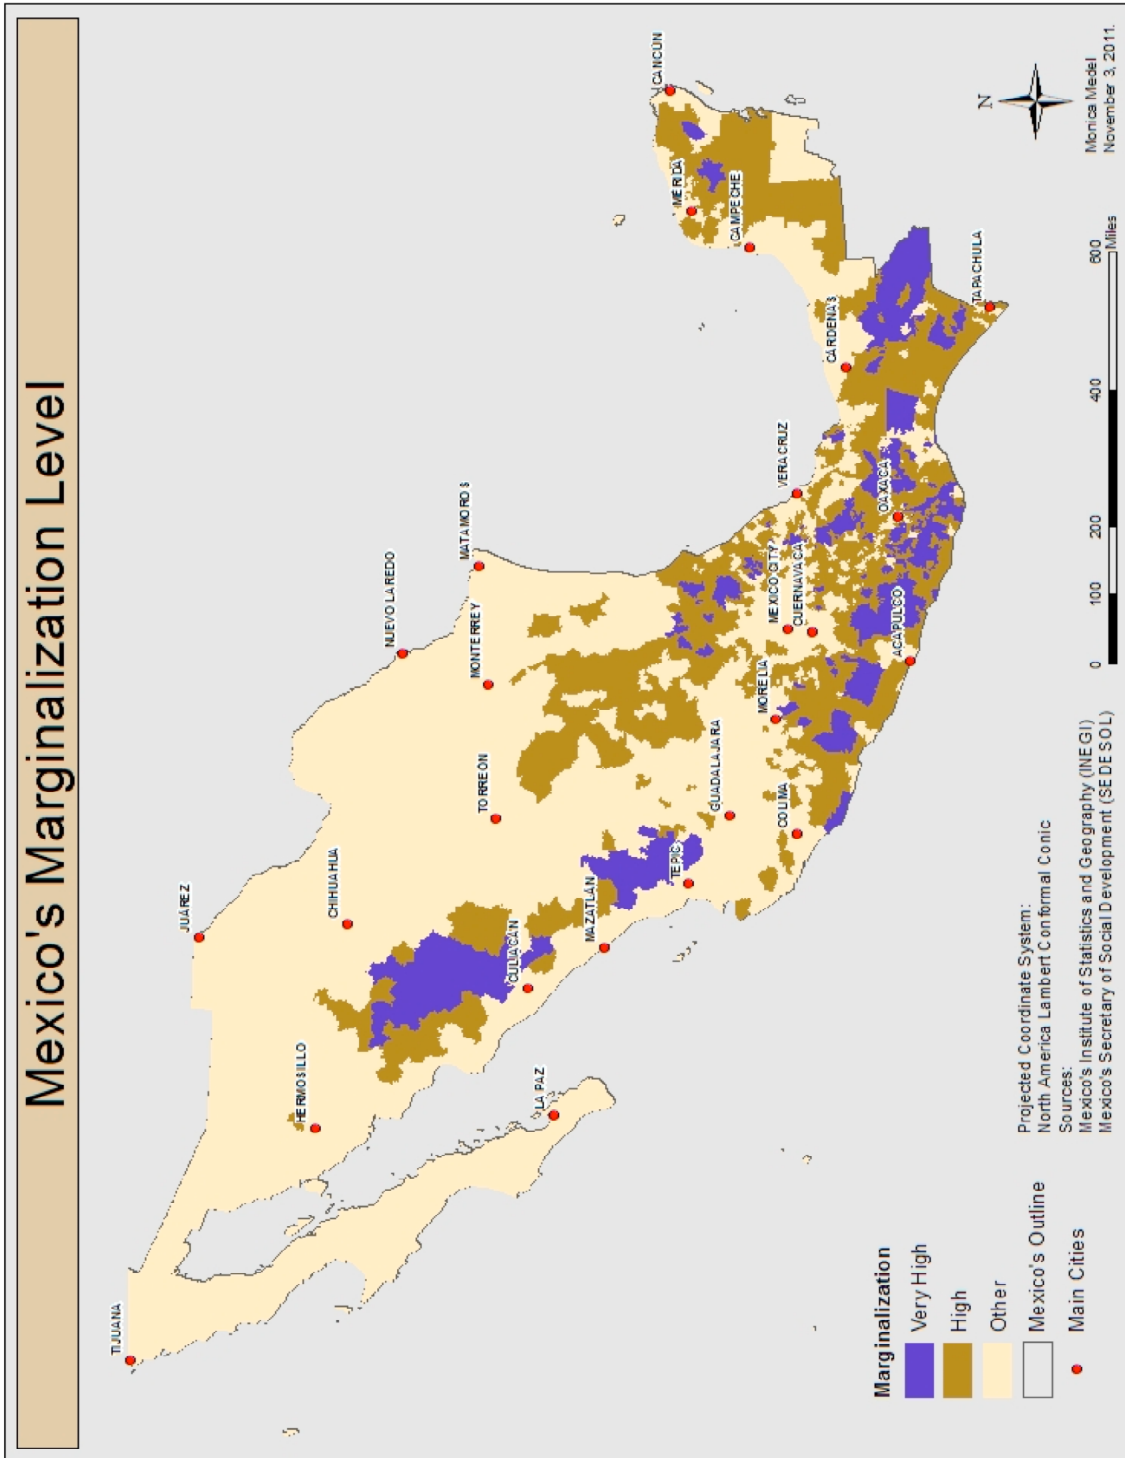 Mexico's Marginalization Level
TIJUANA
JUÁREZ
HERMOSILLO
CHIHUAHUA
NUEVO LAREDO
MATAMOROS
MONTERREY
TORREÓN
CULIACÁN
LA PAZ
MAZATLÁN
TEPIC
GUADALAJARA
COLIMA
MORELIA
MEXICO CITY
CUERNAVACA
VERACRUZ
ACAPULCO
OAXACA
CÁRDENAS
TAPACHULA
CAMPECHE
MÉRIDA
CANCÚN
N
Marginalization
Very High
High
Other
Mexico's Outline
Main Cities
Projected Coordinate System:
North America Lambert Conformal Conic
Sources:
Mexico's Institute of Statistics and Geography (INEGI)
Mexico's Secretary of Social Development (SEDESOL)
0 100 200 400 600
Miles
Monica Medel
November 3, 2011.